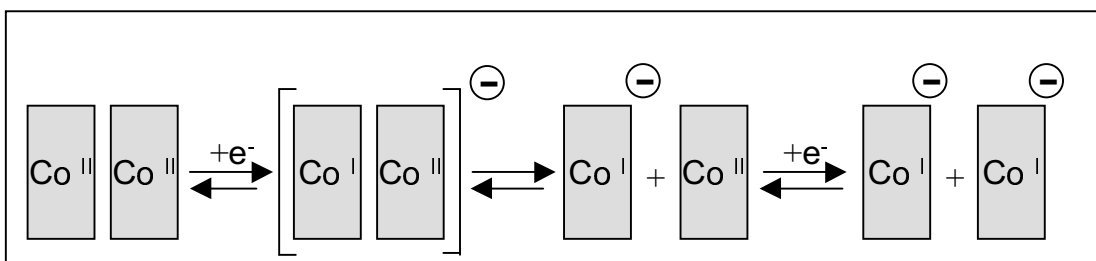 Co II Co II +e- Co I Co II − Co I − + Co II +e- Co I − + Co I −